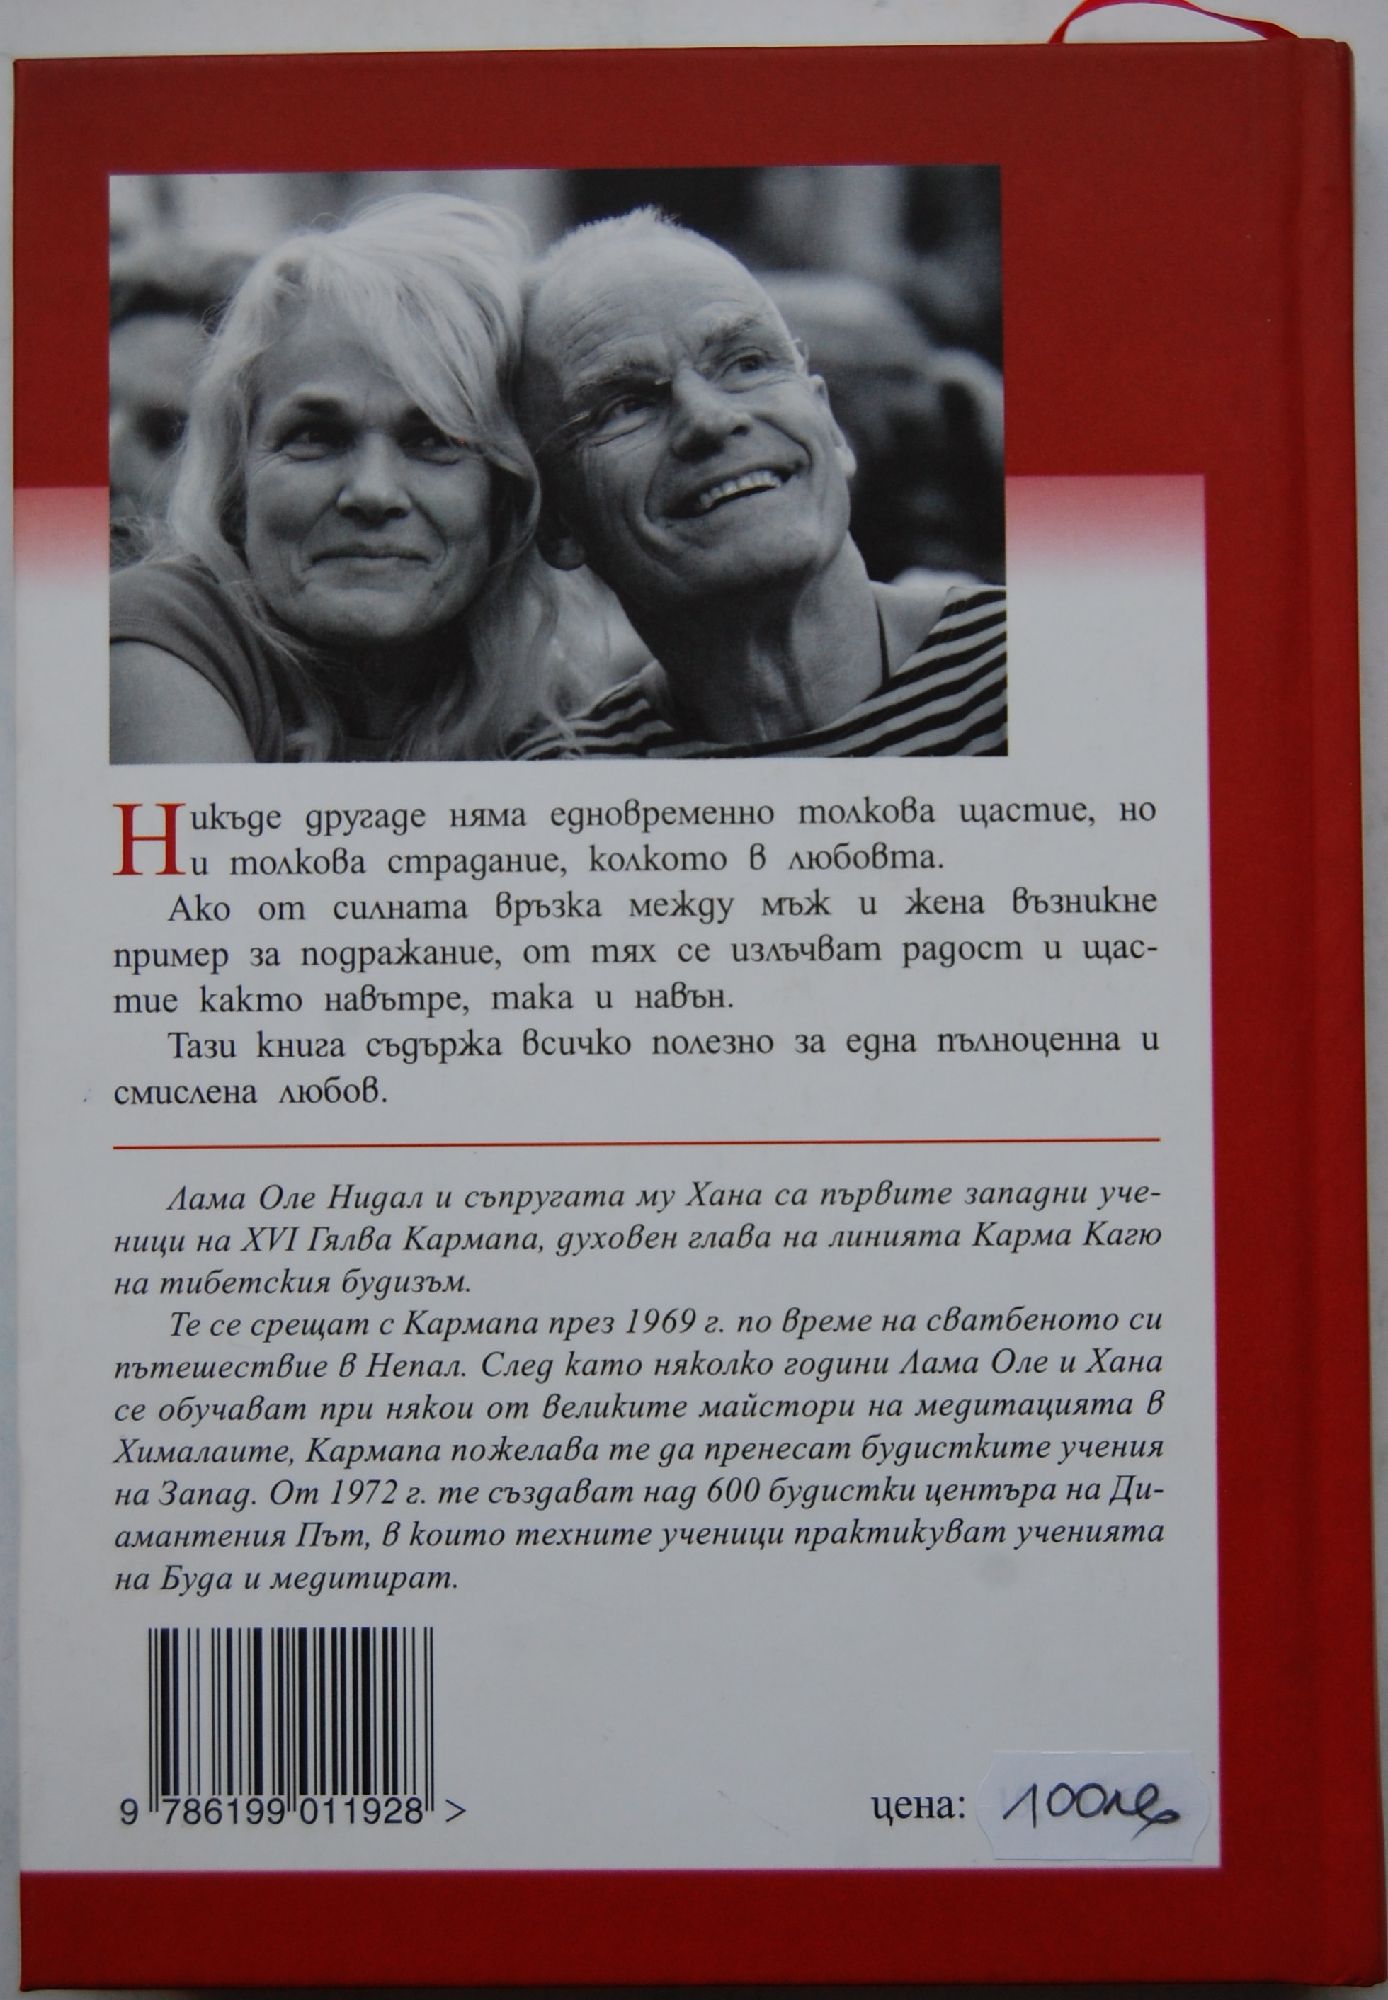 Никъде другаде няма едновременно толкова щастие, но
и толкова страдание, колкото в любовта.
Ако от силната връзка между мъж и жена възникне
пример за подражание, от тях се излъчват радост и щас-
тие както навътре, така и навън.
Тази книга съдържа всичко полезно за една пълноценна и
смислена любов.
Лама Оле Нидал и съпругата му Хана са първите западни уче-
ници на XVI Гялва Кармапа, духовен глава на линията Карма Кагю
на тибетския будизъм.
Те се срещат с Кармапа през 1969 г. по време на сватбеното си
пътешествие в Непал. След като няколко години Лама Оле и Хана
се обучават при някои от великите майстори на медитацията в
Хималаите, Кармапа пожелава те да пренесат будистките учения
на Запад. От 1972 г. те създават над 600 будистки центъра на Ди-
амантения Път, в които техните ученици практикуват ученията
на Буда и медитират.
9 786199 011928 >
цена: 100лв